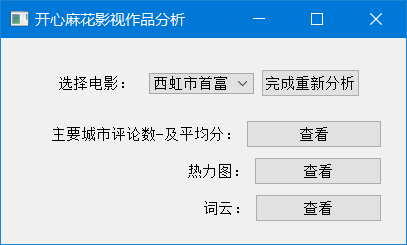 开心麻花影视作品分析
选择电影： 西虹市首富 完成重新分析
主要城市评论数-及平均分： 查看
热力图： 查看
词云： 查看